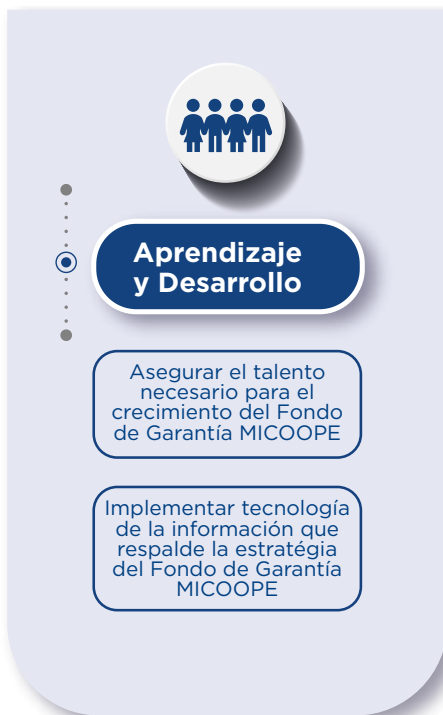 Aprendizaje
y Desarrollo
Asegurar el talento
necesario para el
crecimiento del Fondo
de Garantía MICOOPE
Implementar tecnología
de la información que
respalde la estratégia
del Fondo de Garantía
MICOOPE